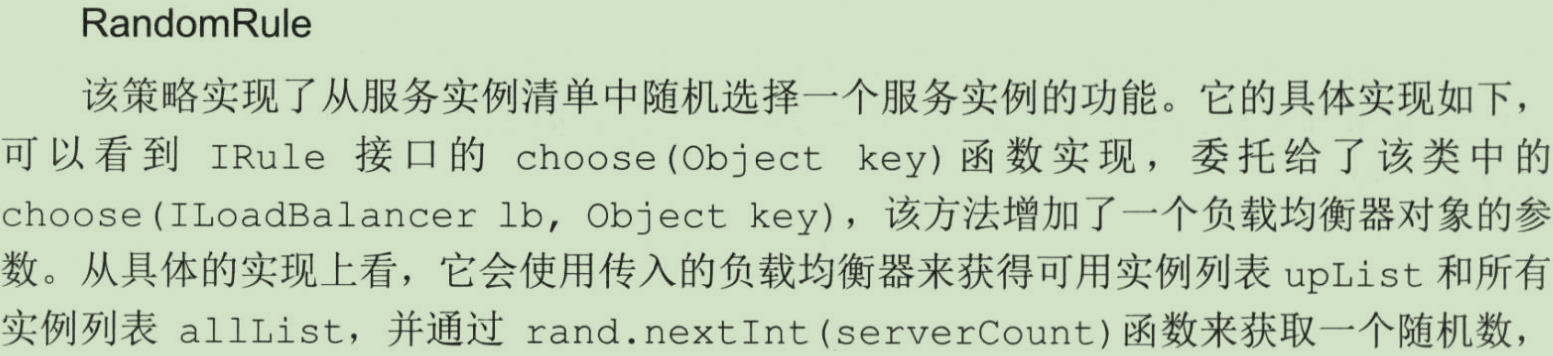 RandomRule
该策略实现了从服务实例清单中随机选择一个服务实例的功能。它的具体实现如下，
可以看到 IRule 接口的 choose(Object key)函数实现，委托给了该类中的
choose(ILoadBalancer lb, Object key)，该方法增加了一个负载均衡器对象的参
数。从具体的实现上看，它会使用传入的负载均衡器来获得可用实例列表 upList 和所有
实例列表 allList，并通过 rand.nextInt(serverCount)函数来获取一个随机数，